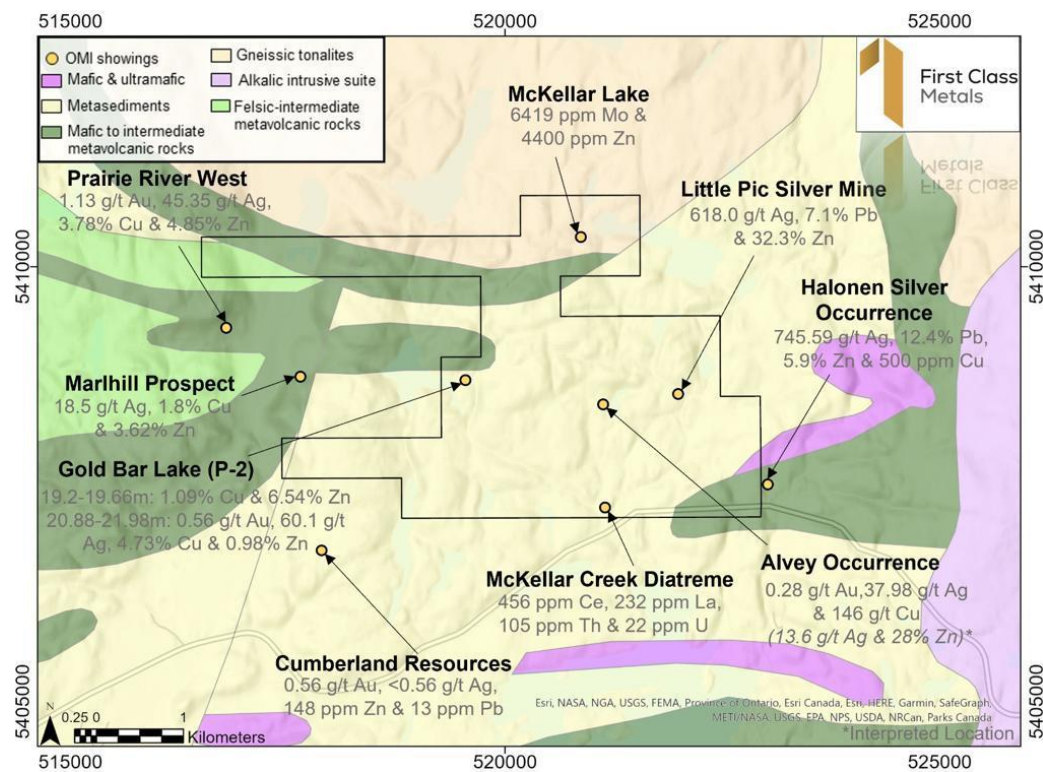 515000
520000
525000
OMI showings
Mafic & ultramafic
Metasediments
Mafic to intermediate
metavolcanic rocks
Gneissic tonalites
Alkalic intrusive suite
Felsic-intermediate
metavolcanic rocks
First Class
Metals
First Class
Metals
McKellar Lake
6419 ppm Mo &
4400 ppm Zn
Prairie River West
1.13 g/t Au, 45.35 g/t Ag,
3.78% Cu & 4.85% Zn
Little Pic Silver Mine
618.0 g/t Ag, 7.1% Pb
& 32.3% Zn
5410000
5410000
Halonen Silver
Occurrence
745.59 g/t Ag, 12.4% Pb,
5.9% Zn & 500 ppm Cu
Marlhill Prospect
18.5 g/t Ag, 1.8% Cu
& 3.62% Zn
Gold Bar Lake (P-2)
19.2-19.66m: 1.09% Cu & 6.54% Zn
20.88-21.98m: 0.56 g/t Au, 60.1 g/t
Ag, 4.73% Cu & 0.98% Zn
McKellar Creek Diatreme
456 ppm Ce, 232 ppm La,
105 ppm Th & 22 ppm U
Alvey Occurrence
0.28 g/t Au,37.98 g/t Ag
& 146 g/t Cu
(13.6 g/t Ag & 28% Zn)*
Cumberland Resources
0.56 g/t Au, <0.56 g/t Ag,
148 ppm Zn & 13 ppm Pb
5405000
5405000
N
0.25 0 1
Kilometers
Esri, NASA, NGA, USGS, FEMA, Province of Ontario, Esri Canada, Esri, HERE, Garmin, SafeGraph,
METI/NASA, USGS, EPA, NPS, USDA, NRCan, Parks Canada
*Interpreted Location
515000
520000
525000